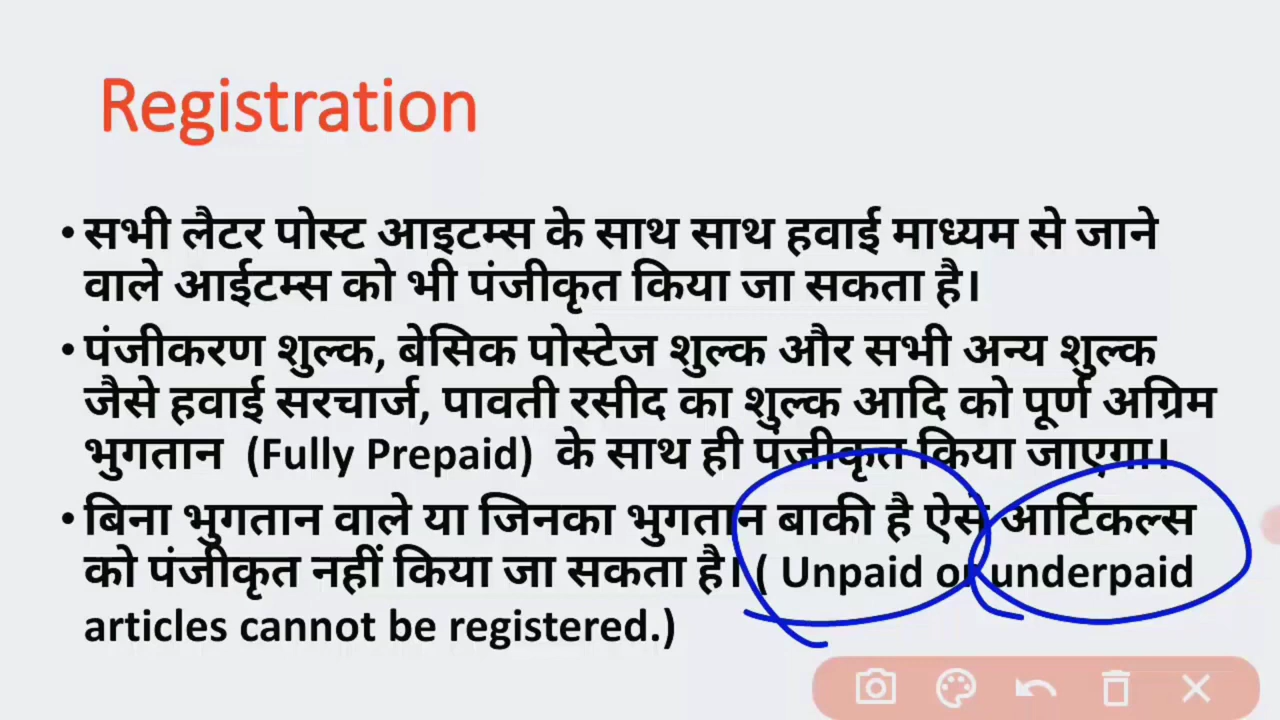 Registration
• सभी लैटर पोस्ट आइटम्स के साथ साथ हवाई माध्यम से जाने
वाले आईटम्स को भी पंजीकृत किया जा सकता है।
• पंजीकरण शुल्क, बेसिक पोस्टेज शुल्क और सभी अन्य शुल्क
जैसे हवाई सरचार्ज, पावती रसीद का शुल्क आदि को पूर्ण अग्रिम
भुगतान (Fully Prepaid) के साथ ही पंजीकृत किया जाएगा।
• बिना भुगतान वाले या जिनका भुगतान बाकी है ऐसे आर्टिकल्स
को पंजीकृत नहीं किया जा सकता है। ( Unpaid or underpaid
articles cannot be registered.)